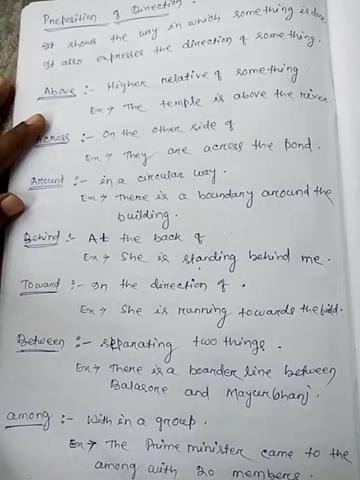 Preposition of Direction.
It shows the way in which something is done
It also expresses the direction of something.
Above :- Higher relative of something.
Ex → The temple is above the river.
Across :- On the other side of
Ex → They are across the pond.
Around :- in a circular way.
Ex → There is a boundary around the
building.
Behind :- At the back of
Ex → She is standing behind me.
Toward :- In the direction of .
Ex → She is running towards the field.
Between :- separating two things.
Ex → There is a boarder line between
Balasore and Mayurbhanj.
among :- With in a group.
Ex → The Prime minister came to the
among with 20 members.